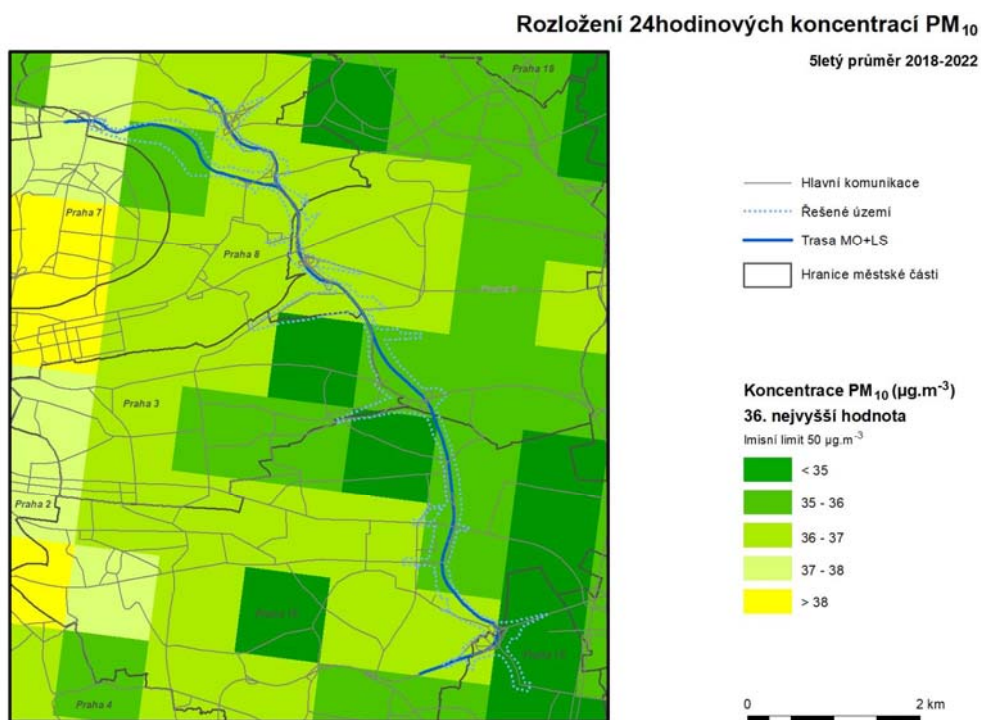 Rozložení 24hodinových koncentrací PM10
5letý průměr 2018-2022
Praha 18
Praha 7
Praha 8
Praha 9
Praha 3
Praha 2
Praha 10
Praha 4
Hlavní komunikace
Řešené území
Trasa MO+LS
Hranice městské části
Koncentrace PM10 (µg.m-3)
36. nejvyšší hodnota
Imisní limit 50 µg.m-3
< 35
35 - 36
36 - 37
37 - 38
> 38
0 2 km